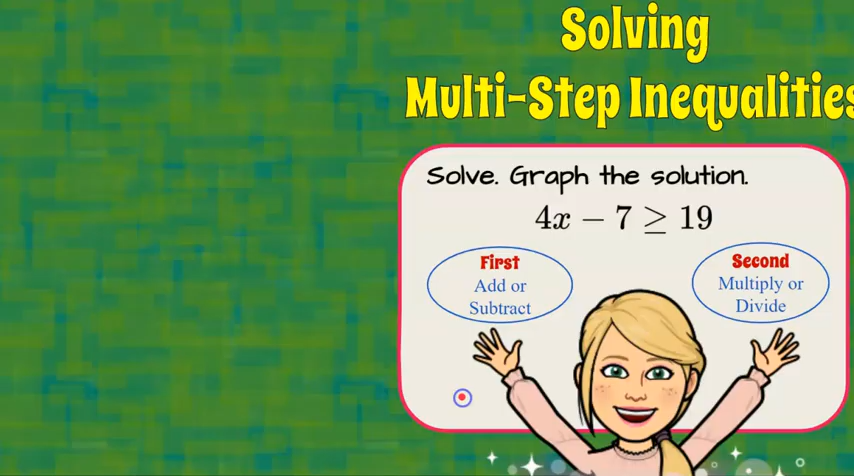 Solving
Multi-Step Inequalities
Solve. Graph the solution.
4x − 7 ≥ 19
First
Add or
Subtract
Second
Multiply or
Divide